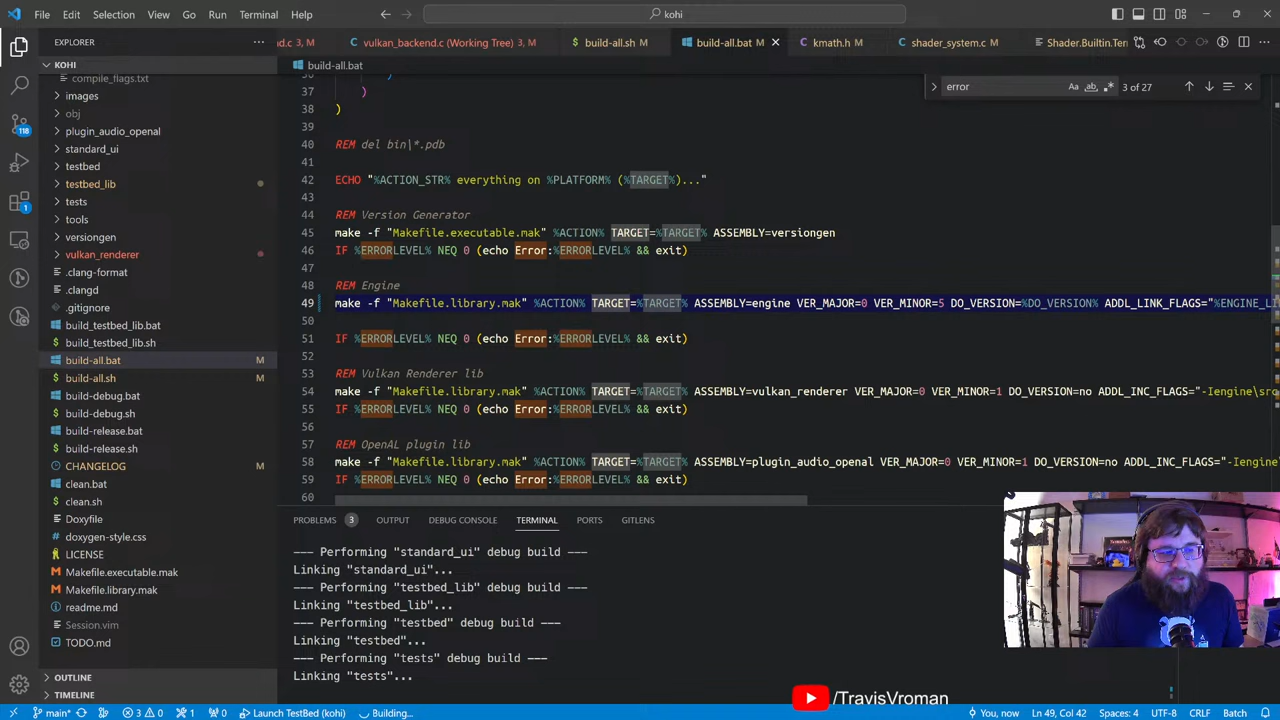 File Edit Selection View Go Run Terminal Help
kohi
EXPLORER
d.c 3, M
vulkan_backend.c (Working Tree) M
build-all.sh M
build-all.bat M
kmath.h M
shader_system.c M
Shader.Builtin.Terr
KOHI
build-all.bat
compile_flags.txt
images
obj
plugin_audio_openal
standard_ui
testbed
testbed_lib
tests
tools
versiongen
vulkan_renderer
.clang-format
.clangd
.gitignore
build_testbed_lib.bat
build_testbed_lib.sh
build-all.bat M
build-all.sh M
build-debug.bat
build-debug.sh
build-release.bat
build-release.sh
CHANGELOG M
clean.bat
clean.sh
Doxyfile
doxygen-style.css
LICENSE
Makefile.executable.mak
Makefile.library.mak
readme.md
Session.vim
TODO.md
OUTLINE
TIMELINE
118
1
error
Aa ab
3 of 27
36 )
37 )
38 )
39
40 REM del bin\*.pdb
41
42 ECHO "%ACTION_STR% everything on %PLATFORM% (%TARGET%)..."
43
44 REM Version Generator
45 make -f "Makefile.executable.mak" %ACTION% TARGET=%TARGET% ASSEMBLY=versiongen
46 IF %ERRORLEVEL% NEQ 0 (echo Error:%ERRORLEVEL% && exit)
47
48 REM Engine
49 make -f "Makefile.library.mak" %ACTION% TARGET=%TARGET% ASSEMBLY=engine VER_MAJOR=0 VER_MINOR=5 DO_VERSION=%DO_VERSION% ADDL_LINK_FLAGS="%ENGINE_LI
50
51 IF %ERRORLEVEL% NEQ 0 (echo Error:%ERRORLEVEL% && exit)
52
53 REM Vulkan Renderer lib
54 make -f "Makefile.library.mak" %ACTION% TARGET=%TARGET% ASSEMBLY=vulkan_renderer VER_MAJOR=0 VER_MINOR=1 DO_VERSION=no ADDL_INC_FLAGS="-Iengine\src
55 IF %ERRORLEVEL% NEQ 0 (echo Error:%ERRORLEVEL% && exit)
56
57 REM OpenAL plugin lib
58 make -f "Makefile.library.mak" %ACTION% TARGET=%TARGET% ASSEMBLY=plugin_audio_openal VER_MAJOR=0 VER_MINOR=1 DO_VERSION=no ADDL_INC_FLAGS="-Iengine\
59 IF %ERRORLEVEL% NEQ 0 (echo Error:%ERRORLEVEL% && exit)
60
PROBLEMS 3 OUTPUT DEBUG CONSOLE TERMINAL PORTS GITLENS
--- Performing "standard_ui" debug build ---
Linking "standard_ui"...
--- Performing "testbed_lib" debug build ---
Linking "testbed_lib"...
--- Performing "testbed" debug build ---
Linking "testbed"...
--- Performing "tests" debug build ---
Linking "tests"...
/TravisVroman
main* 3 0 1 0 Launch TestBed (kohi) Building...
You, now Ln 49, Col 42 Spaces: 4 UTF-8 CRLF Batch